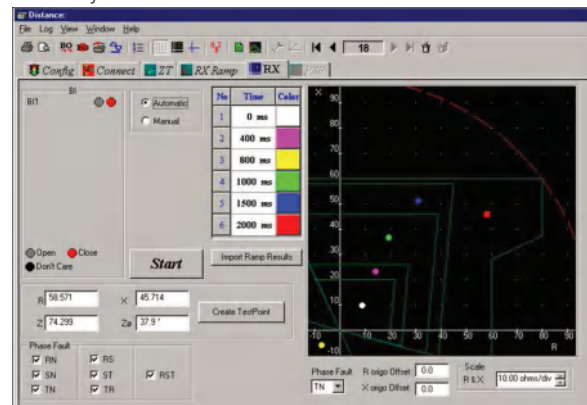 Distance:
File Log View Window Help
18
Config Connect ZT RX Ramp RX
BI
BI1
Automatic
Manual
No Time Color
1 0 ms
2 400 ms
3 800 ms
4 1000 ms
5 1500 ms
6 2000 ms
Open Close
Don't Care
Start
Import Ramp Results
R 58.571 X 45.714
Z 74.299 Zø 37.9 °
Create TestPoint
Phase Fault
RN RS
SN ST RST
TN TR
X
90
80
70
60
50
40
30
20
10
-10 10 20 30 40 50 60 70 80 90
-10
R
Phase Fault R origo Offset 0.0
TN X origo Offset 0.0
Scale
R & X 10.00 ohms/div